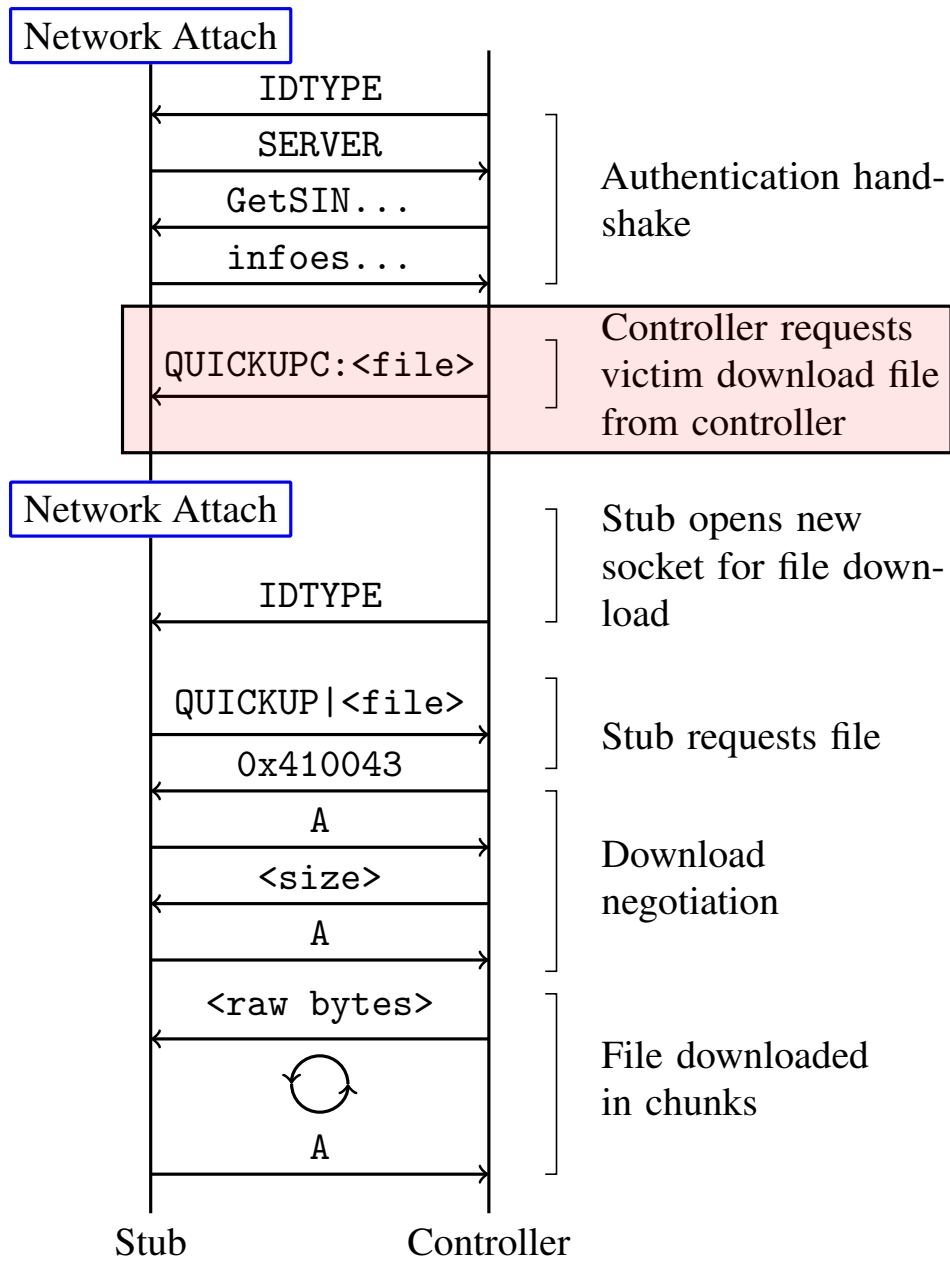 Network Attach
IDTYPE
SERVER
GetSIN...
infoes...
Authentication hand-
shake
QUICKUPC:<file>
Controller requests
victim download file
from controller
Network Attach
IDTYPE
Stub opens new
socket for file down-
load
QUICKUP|<file>
Stub requests file
0x410043
A
<size>
A
Download
negotiation
<raw bytes>
A
File downloaded
in chunks
Stub
Controller